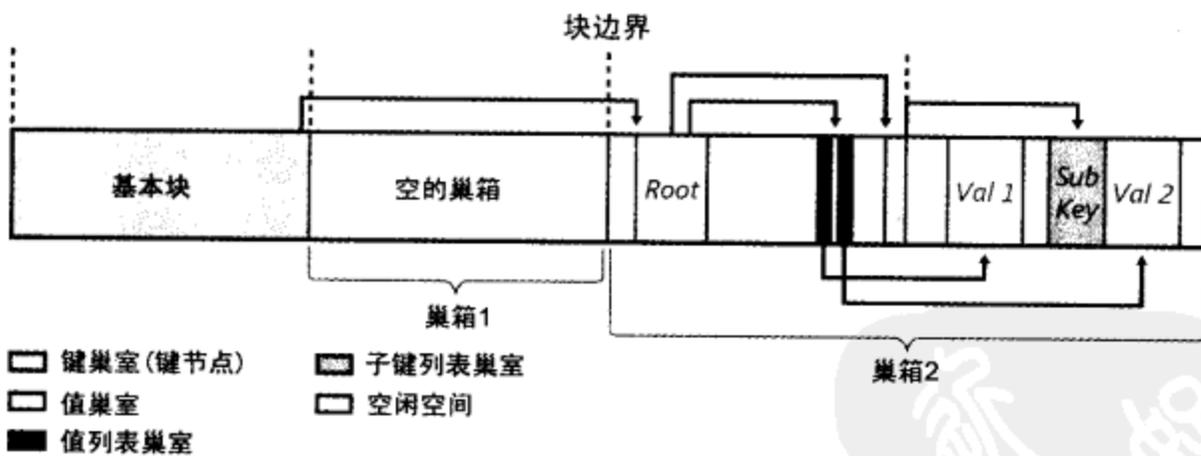 块边界
基本块
空的巢箱
Root
Val 1
Sub
Key
Val 2
巢箱1
巢箱2
键巢室(键节点)
子键列表巢室
值巢室
空闲空间
值列表巢室